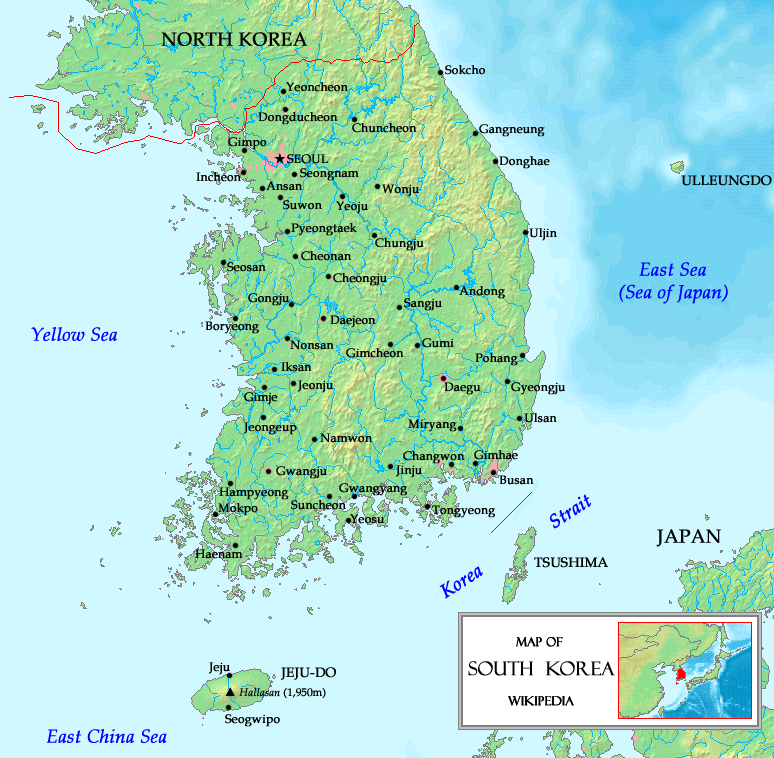 NORTH KOREA
Sokcho
Yeoncheon
Dongducheon
Chuncheon
Gangneung
Gimpo
SEOUL
Donghae
Incheon
Seongnam
ULLEUNGDO
Ansan
Wonju
Suwon
Yeoju
Pyeongtaek
Uljin
Chungju
Cheonan
Seosan
East Sea
(Sea of Japan)
Cheongju
Andong
Gongju
Sangju
Boryeong
Daejeon
Yellow Sea
Nonsan
Gimcheon
Gumi
Pohang
Iksan
Jeonju
Daegu
Gyeongju
Gimje
Jeongeup
Miryang
Ulsan
Namwon
Changwon
Gimhae
Gwangju
Jinju
Busan
Hampyeong
Gwangyang
Suncheon
Mokpo
Tongyeong
Yeosu
Korea Strait
JAPAN
Haenam
TSUSHIMA
Jeju
JEJU-DO
Hallasan (1,950m)
Seogwipo
East China Sea
MAP OF
SOUTH KOREA
WIKIPEDIA